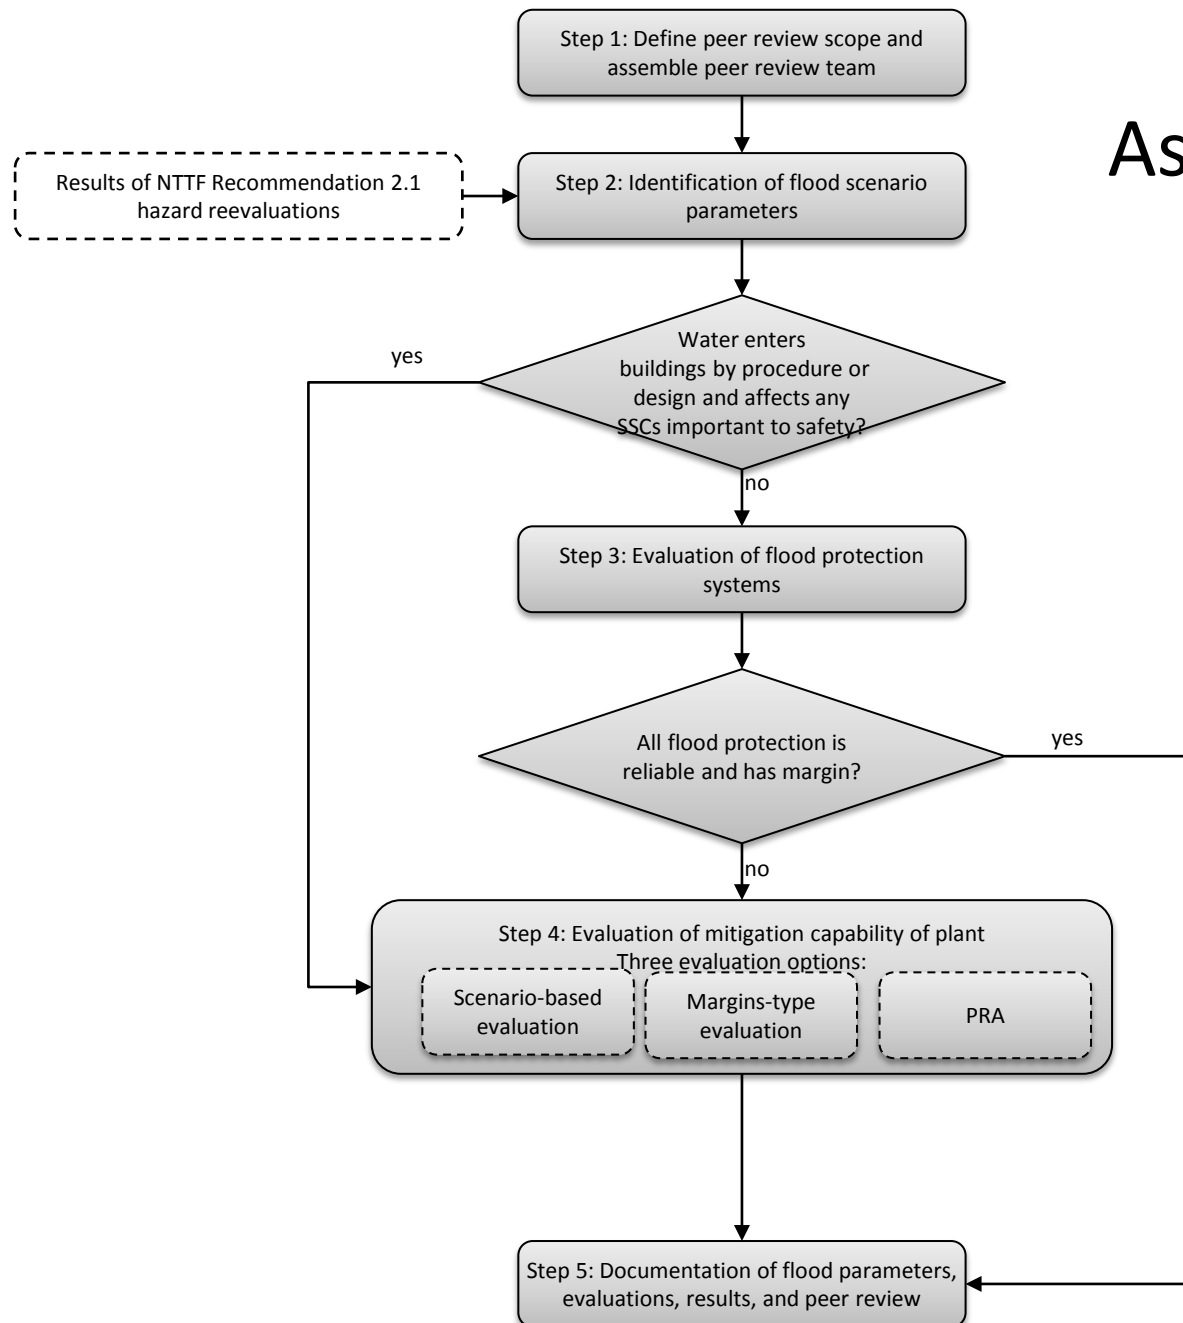 Step 1: Define peer review scope and
assemble peer review team
As
Results of NTTF Recommendation 2.1
hazard reevaluations
Step 2: Identification of flood scenario
parameters
Water enters
buildings by procedure or
design and affects any
SSCs important to safety?
yes
no
Step 3: Evaluation of flood protection
systems
All flood protection is
reliable and has margin?
yes
no
Step 4: Evaluation of mitigation capability of plant
Three evaluation options:
Scenario-based
evaluation
Margins-type
evaluation
PRA
Step 5: Documentation of flood parameters,
evaluations, results, and peer review